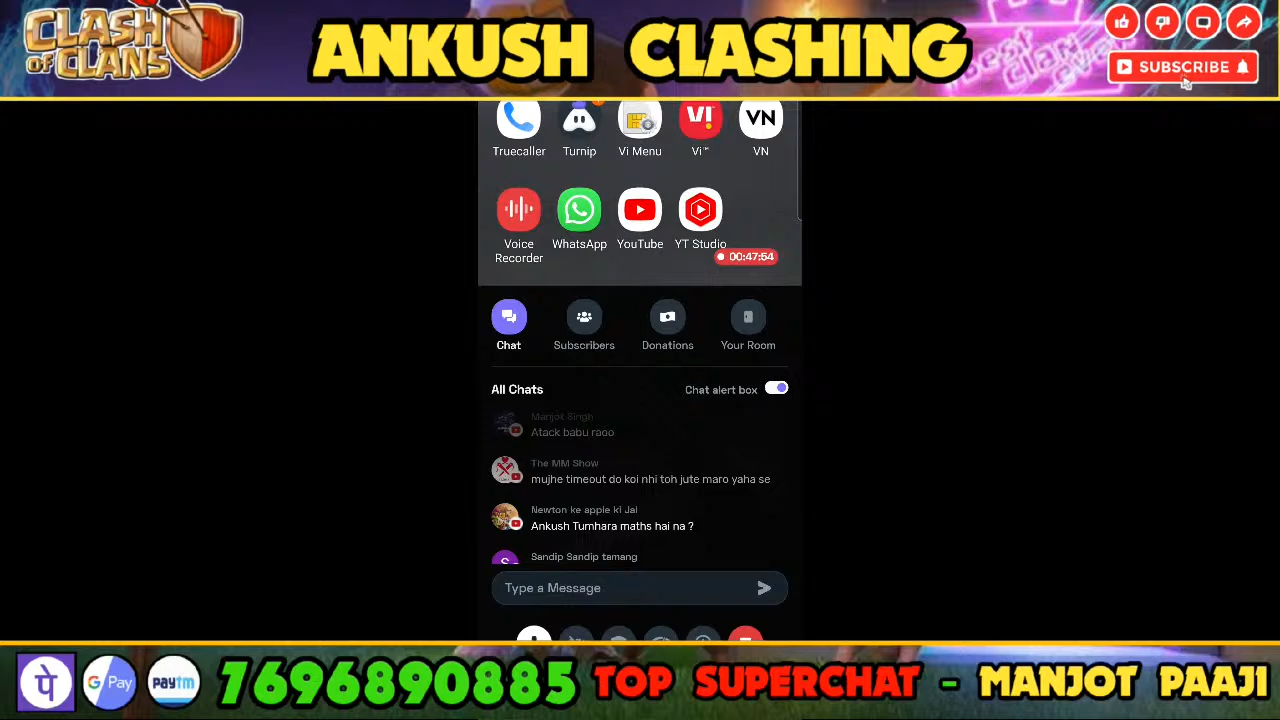 CLASH OF CLANS
ANKUSH CLASHING
SUBSCRIBE
Truecaller
Turnip
Vi Menu
Vi™
VN
Voice Recorder
WhatsApp
YouTube
YT Studio
00:47:54
Chat
Subscribers
Donations
Your Room
All Chats
Chat alert box
Manjot Singh
Atack babu raoo
The MM Show
mujhe timeout do koi nhi toh jute maro yaha se
Newton ke apple ki Jai
Ankush Tumhara maths hai na ?
Sandip Sandip tamang
Type a Message
पे G Pay paytm 7696890885 TOP SUPERCHAT - MANJOT PAAJI